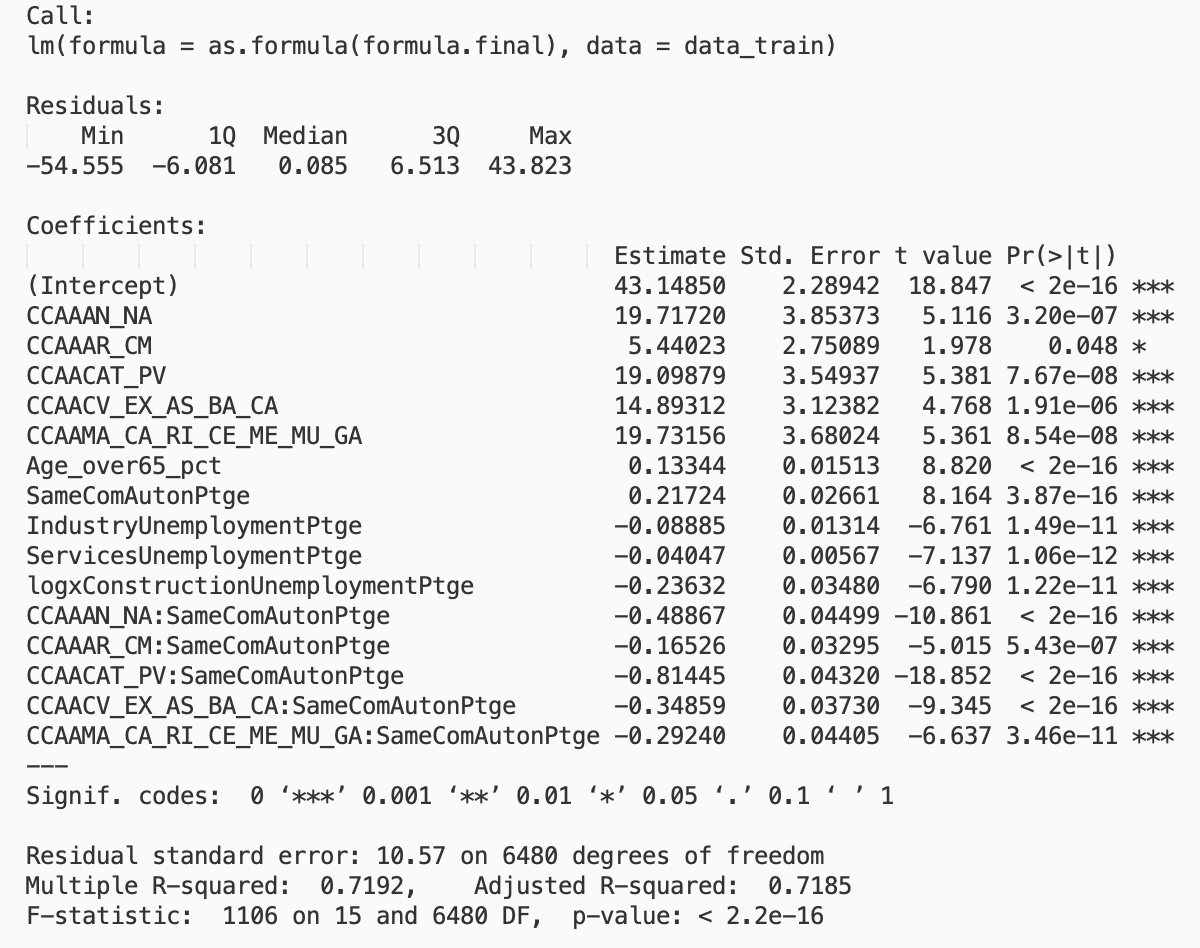 Call:
lm(formula = as.formula(formula.final), data = data_train)

Residuals:
    Min      1Q  Median      3Q     Max
−54.555  −6.081   0.085   6.513  43.823

Coefficients:
                                          Estimate Std. Error t value Pr(>|t|)
(Intercept)                               43.14850    2.28942  18.847  < 2e−16 ***
CCAAAN_NA                                 19.71720    3.85373   5.116 3.20e−07 ***
CCAAAR_CM                                  5.44023    2.75089   1.978    0.048 *
CCAACAT_PV                                19.09879    3.54937   5.381 7.67e−08 ***
CCAACV_EX_AS_BA_CA                        14.89312    3.12382   4.768 1.91e−06 ***
CCAAMA_CA_RI_CE_ME_MU_GA                  19.73156    3.68024   5.361 8.54e−08 ***
Age_over65_pct                             0.13344    0.01513   8.820  < 2e−16 ***
SameComAutonPtge                           0.21724    0.02661   8.164 3.87e−16 ***
IndustryUnemploymentPtge                  −0.08885    0.01314  −6.761 1.49e−11 ***
ServicesUnemploymentPtge                  −0.04047    0.00567  −7.137 1.06e−12 ***
logxConstructionUnemploymentPtge          −0.23632    0.03480  −6.790 1.22e−11 ***
CCAAAN_NA:SameComAutonPtge                −0.48867    0.04499 −10.861  < 2e−16 ***
CCAAAR_CM:SameComAutonPtge                −0.16526    0.03295  −5.015 5.43e−07 ***
CCAACAT_PV:SameComAutonPtge               −0.81445    0.04320 −18.852  < 2e−16 ***
CCAACV_EX_AS_BA_CA:SameComAutonPtge       −0.34859    0.03730  −9.345  < 2e−16 ***
CCAAMA_CA_RI_CE_ME_MU_GA:SameComAutonPtge −0.29240    0.04405  −6.637 3.46e−11 ***
−−−
Signif. codes:  0 ‘***’ 0.001 ‘**’ 0.01 ‘*’ 0.05 ‘.’ 0.1 ‘ ’ 1

Residual standard error: 10.57 on 6480 degrees of freedom
Multiple R-squared:  0.7192,    Adjusted R-squared:  0.7185
F-statistic:  1106 on 15 and 6480 DF,  p-value: < 2.2e−16